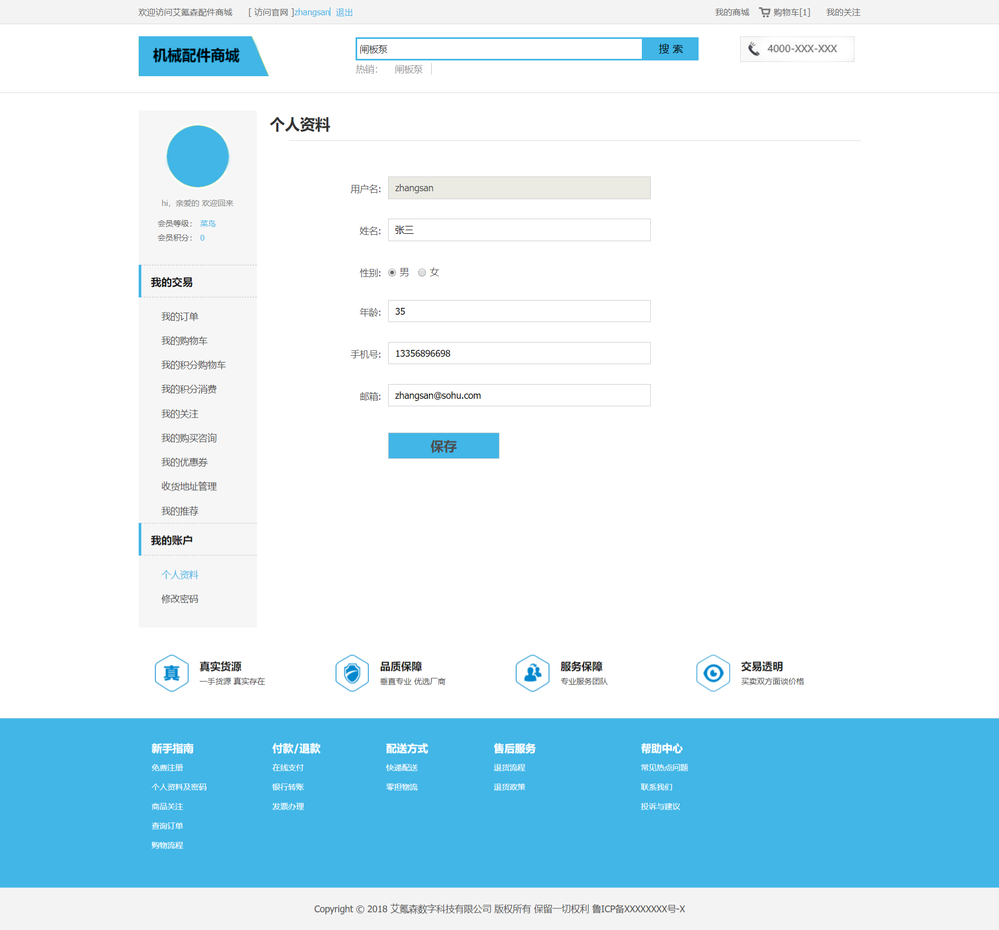 欢迎访问艾氪森配件商城 [ 访问官网 ]zhangsan 退出 我的商城 购物车[1] 我的关注
机械配件商城
闸板泵 搜 索
热销： 闸板泵
4000-XXX-XXX
hi，亲爱的 欢迎回来
会员等级： 菜鸟
会员积分： 0
我的交易
我的订单
我的购物车
我的积分购物车
我的积分消费
我的关注
我的购买咨询
我的优惠券
收货地址管理
我的推荐
我的账户
个人资料
修改密码
个人资料
用户名: zhangsan
姓名: 张三
性别: 男 女
年龄: 35
手机号: 13356896698
邮箱: zhangsan@sohu.com
保存
真
真实货源
一手货源 真实存在
品质保障
垂直专业 优选厂商
服务保障
专业服务团队
交易透明
买卖双方面谈价格
新手指南
免费注册
个人资料及密码
商品关注
查询订单
购物流程
付款/退款
在线支付
银行转账
发票办理
配送方式
快递配送
零担物流
售后服务
退货流程
退货政策
帮助中心
常见热点问题
联系我们
投诉与建议
Copyright © 2018 艾氪森数字科技有限公司 版权所有 保留一切权利 鲁ICP备XXXXXXXX号-X